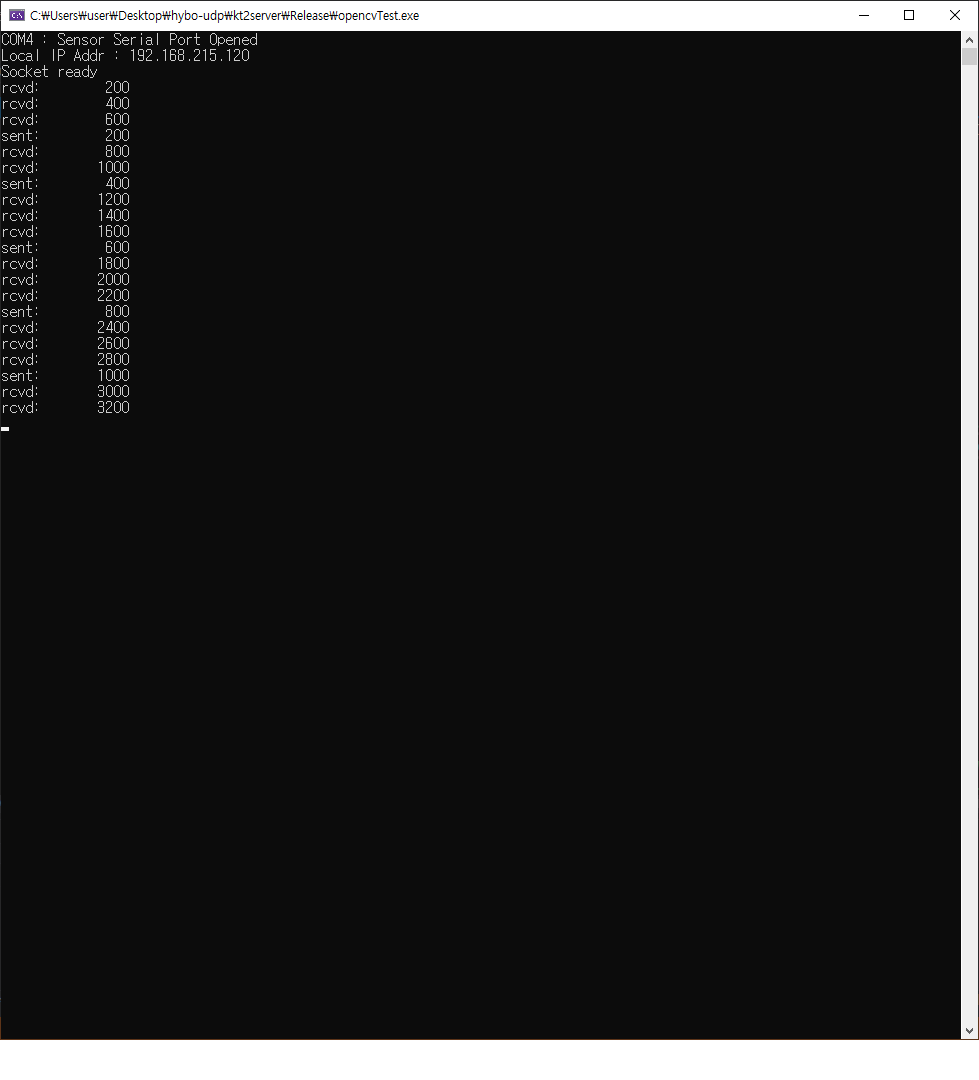 C:₩Users₩user₩Desktop₩hybo-udp₩kt2server₩Release₩opencvTest.exe
COM4 : Sensor Serial Port Opened
Local IP Addr : 192.168.215.120
Socket ready
rcvd:        200
rcvd:        400
rcvd:        600
sent:        200
rcvd:        800
rcvd:       1000
sent:        400
rcvd:       1200
rcvd:       1400
rcvd:       1600
sent:        600
rcvd:       1800
rcvd:       2000
rcvd:       2200
sent:        800
rcvd:       2400
rcvd:       2600
rcvd:       2800
sent:       1000
rcvd:       3000
rcvd:       3200